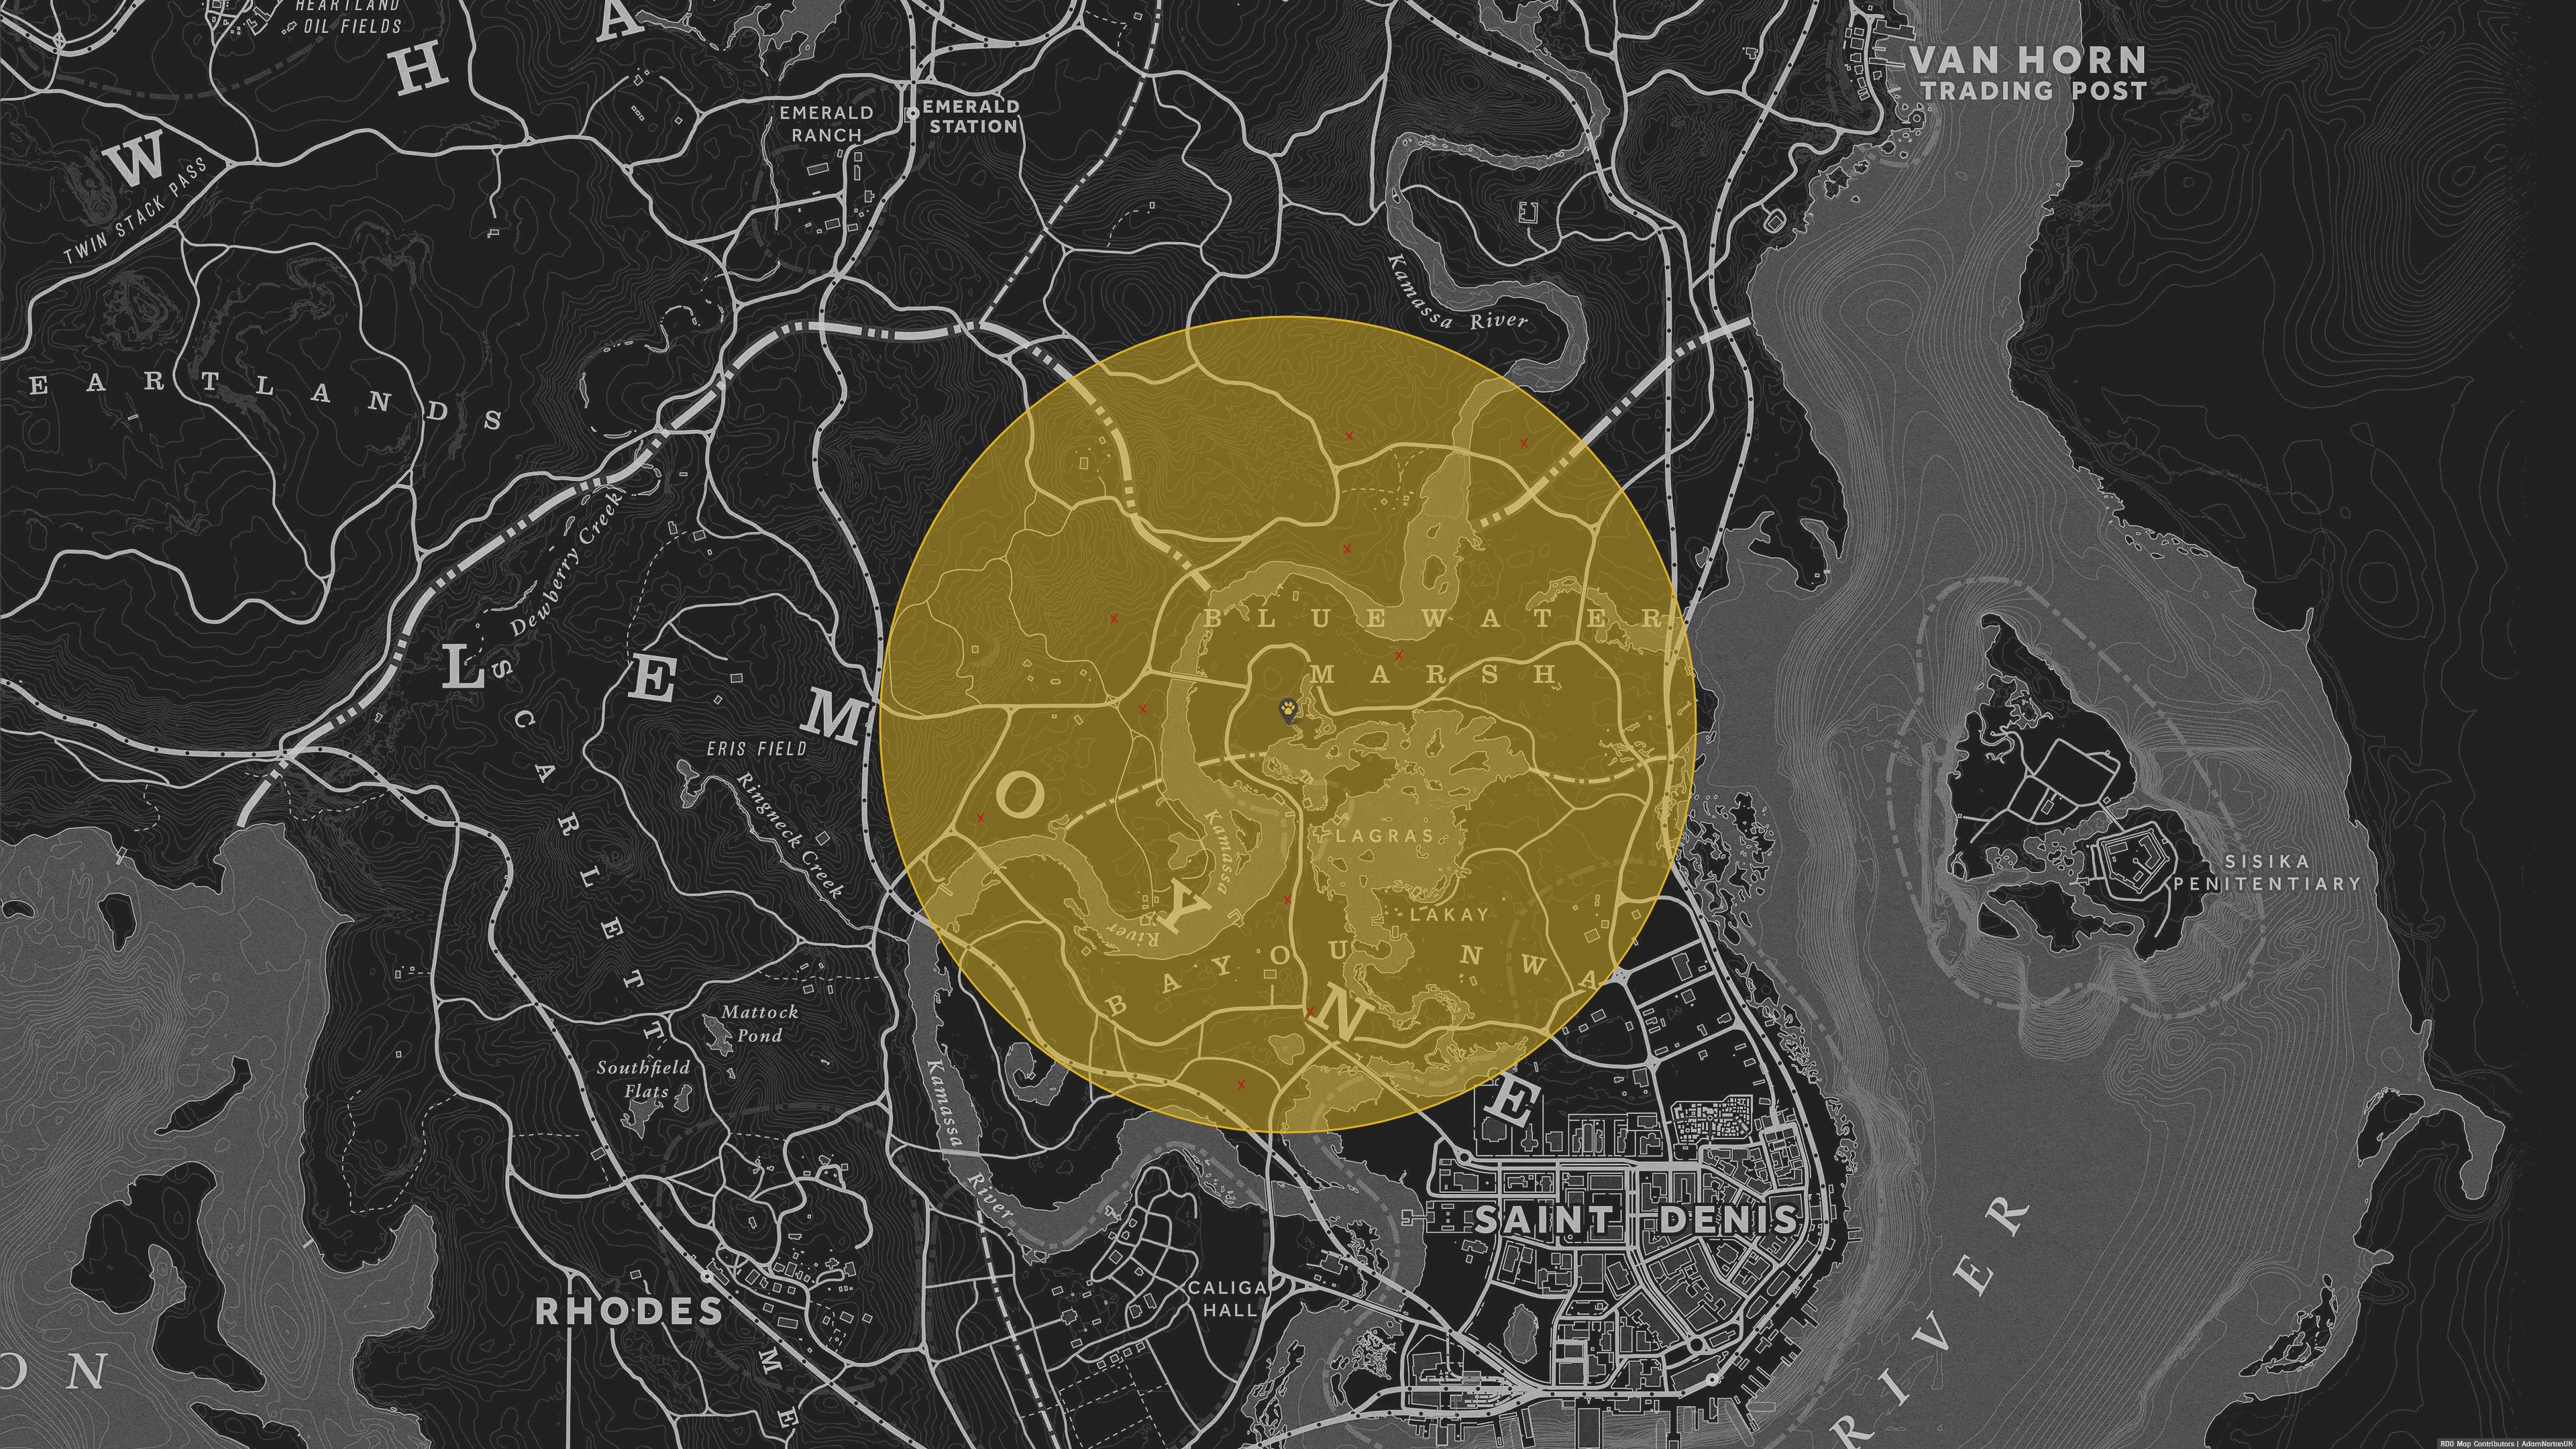 HEARTLAND
OIL FIELDS
H
A
VAN HORN
TRADING POST
EMERALD
RANCH
EMERALD
STATION
W
TWIN STACK PASS
Kamassa River
EARTLANDS
Dewberry Creek
BLUEWATER
MARSH
L
E
M
O
Y
N
E
SCARLETT
ME
ERIS FIELD
Ringneck Creek
Kamassa
River
LAGRAS
LAKAY
BAYOU NWA
SISIKA
PENITENTIARY
Mattock
Pond
Southfield
Flats
Kamassa River
SAINT DENIS
CALIGA
HALL
RHODES
ON
RIVER
RDO Map Contributors | AdamNortonUK